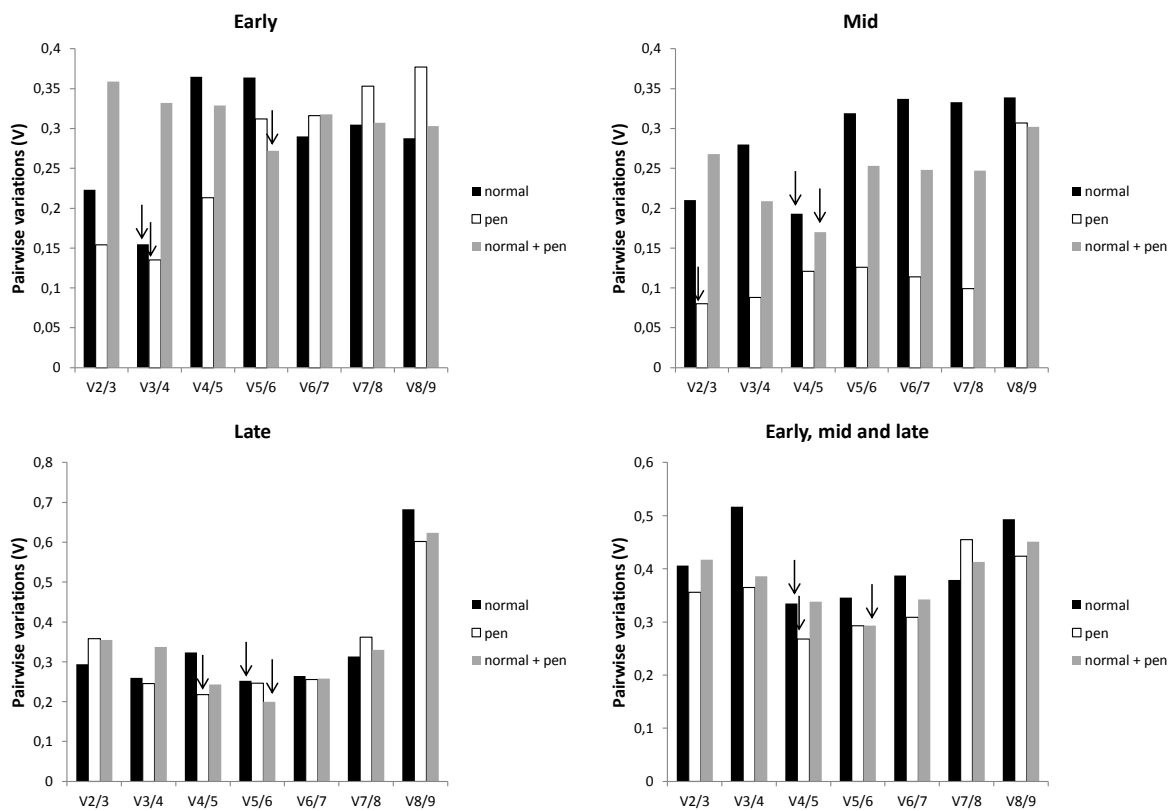 Early
Pairwise variations (V)
0,4
0,35
0,3
0,25
0,2
0,15
0,1
0,05
0
V2/3 V3/4 V4/5 V5/6 V6/7 V7/8 V8/9
normal
pen
normal + pen
Mid
Pairwise variations (V)
0,4
0,35
0,3
0,25
0,2
0,15
0,1
0,05
0
V2/3 V3/4 V4/5 V5/6 V6/7 V7/8 V8/9
normal
pen
normal + pen
Late
Pairwise variations (V)
0,8
0,7
0,6
0,5
0,4
0,3
0,2
0,1
0
V2/3 V3/4 V4/5 V5/6 V6/7 V7/8 V8/9
normal
pen
normal + pen
Early, mid and late
Pairwise variations (V)
0,6
0,5
0,4
0,3
0,2
0,1
0
V2/3 V3/4 V4/5 V5/6 V6/7 V7/8 V8/9
normal
pen
normal + pen